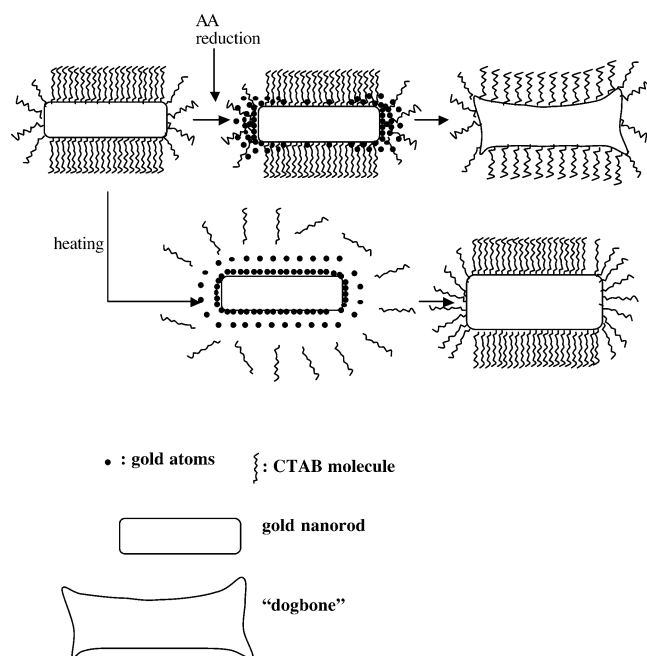 AA
reduction
heating
: gold atoms
: CTAB molecule
gold nanorod
“dogbone”